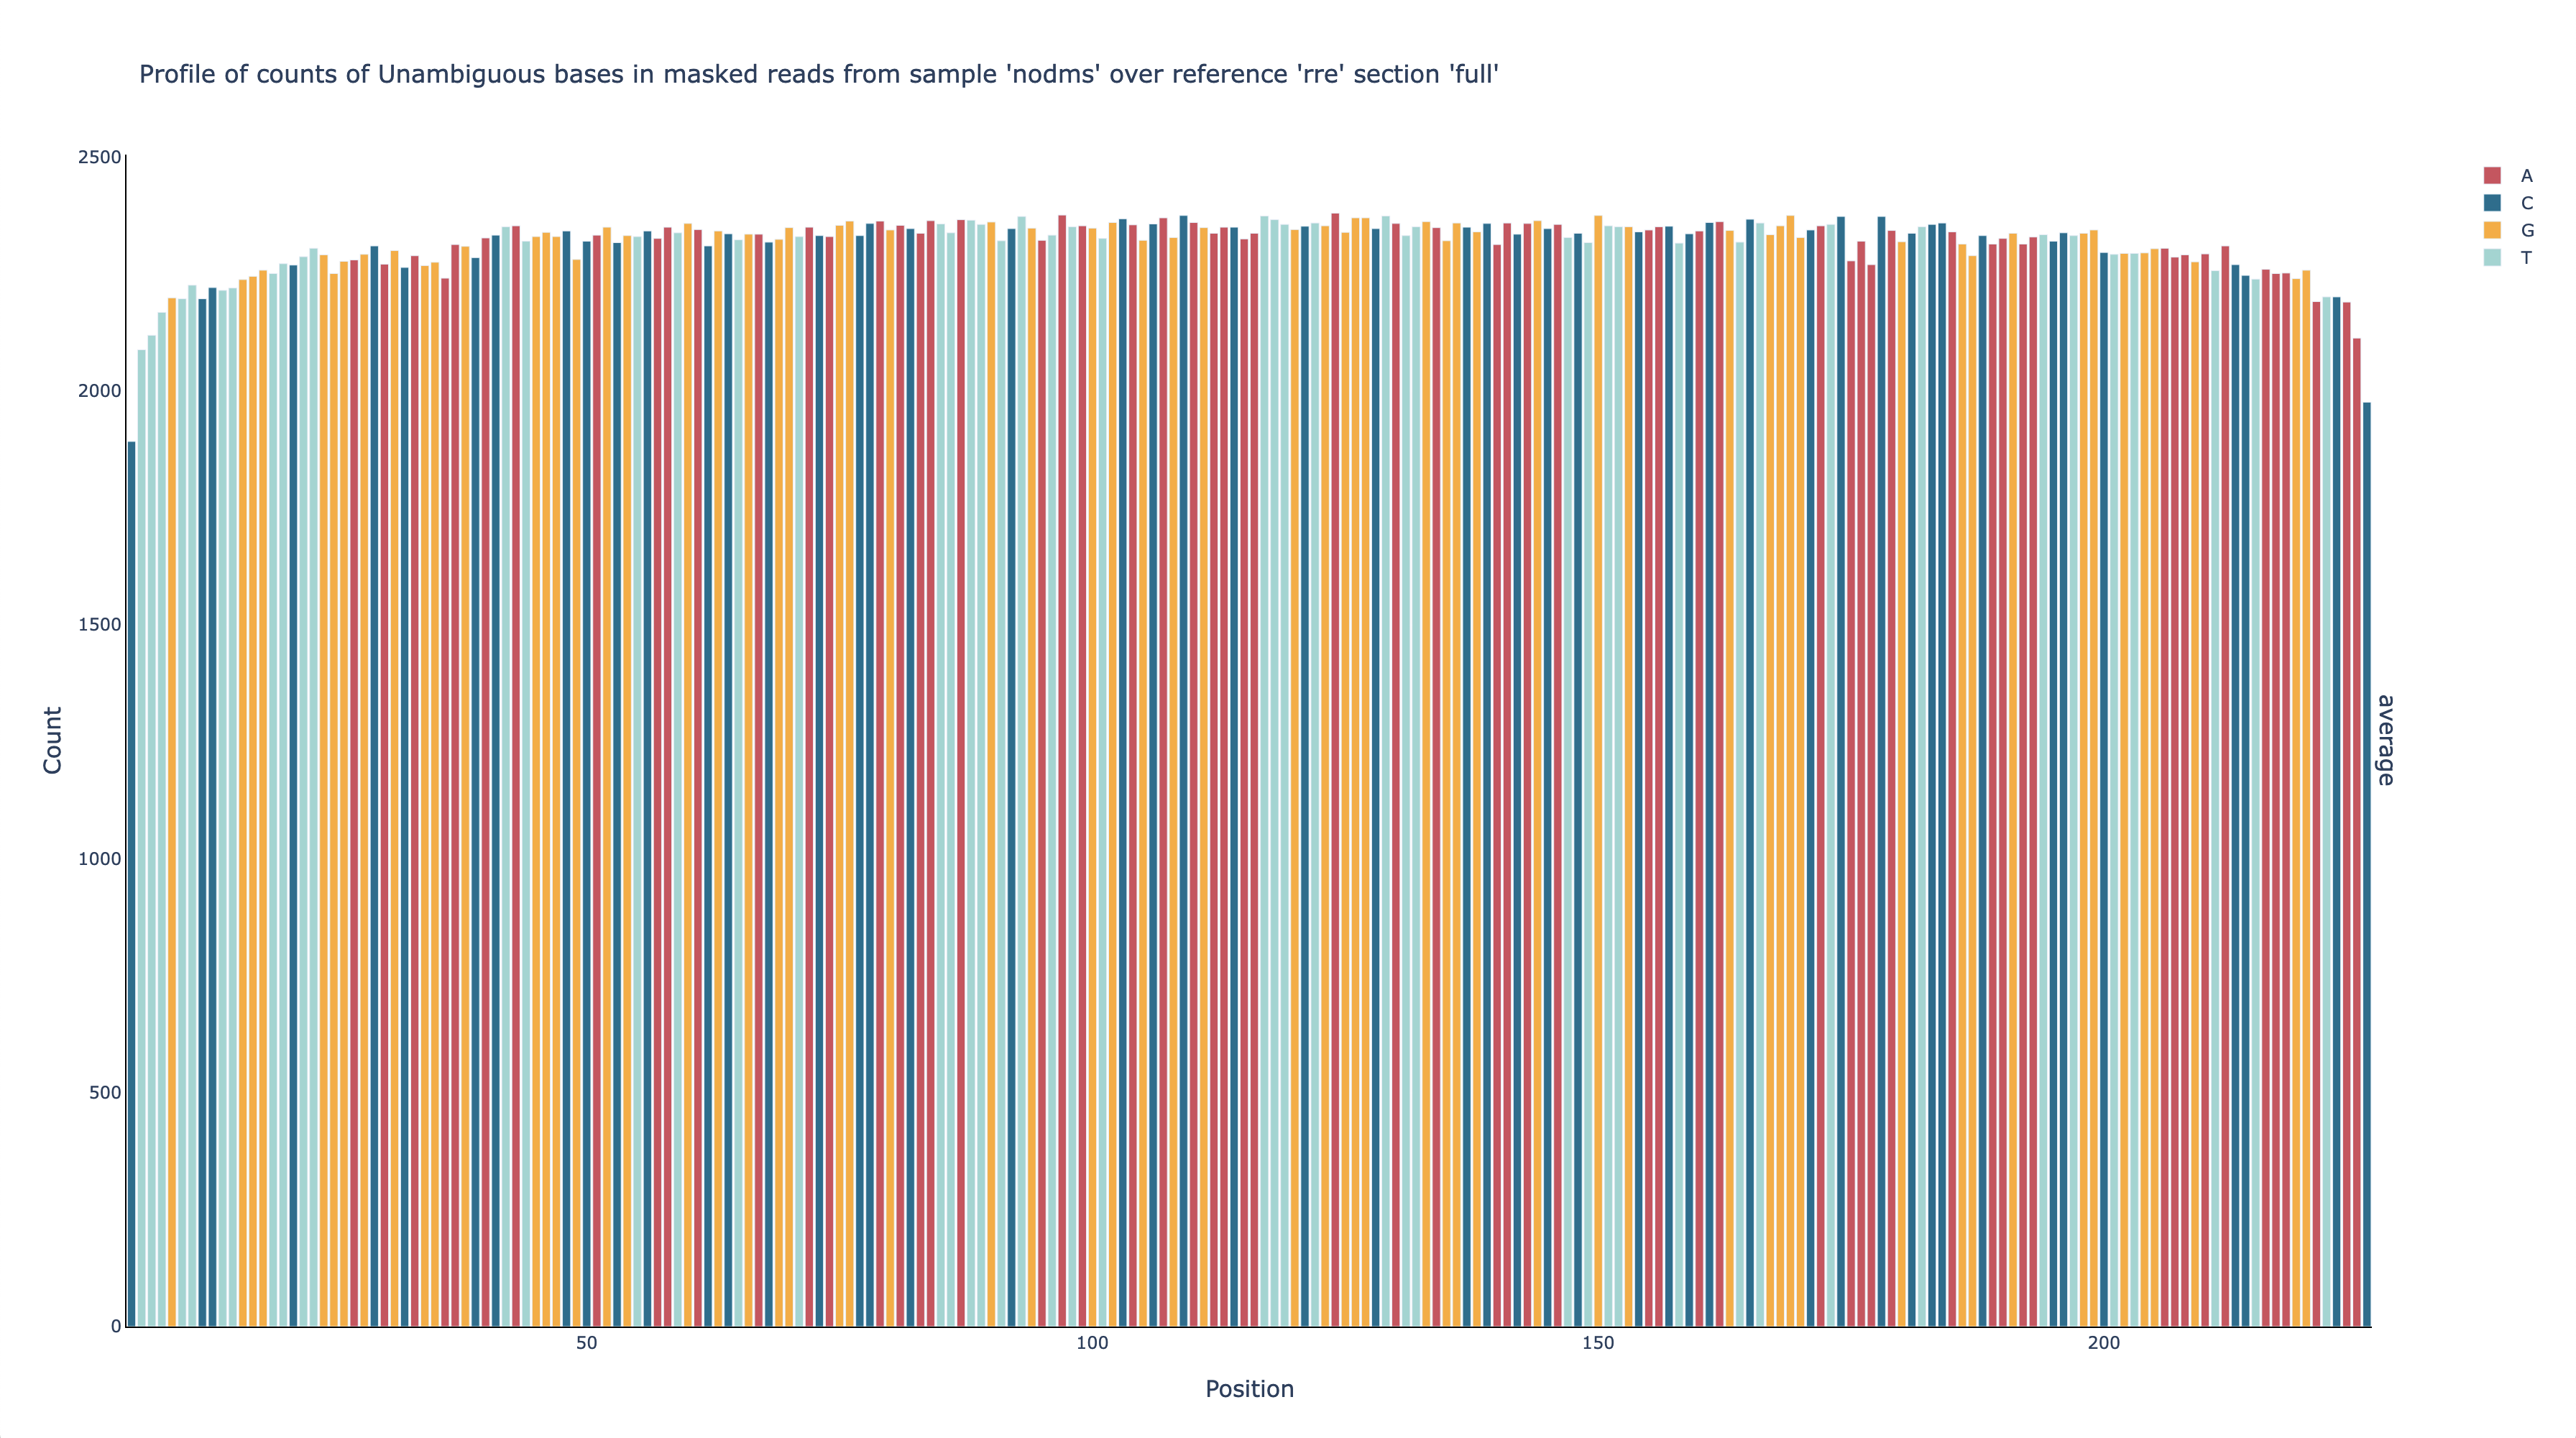 Profile of counts of Unambiguous bases in masked reads from sample 'nodms' over reference 'rre' section 'full'
2500
2000
1500
1000
500
0
Count
50
100
150
200
Position
average
A
C
G
T